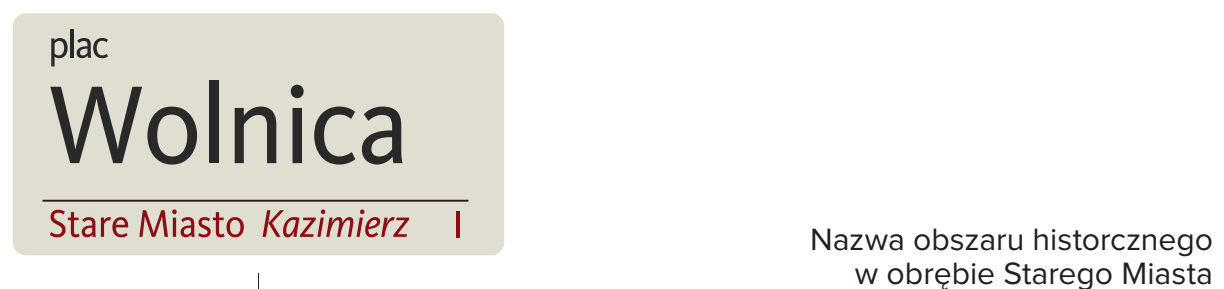 plac
Wolnica
Stare Miasto Kazimierz I
Nazwa obszaru historcznego
w obrębie Starego Miasta